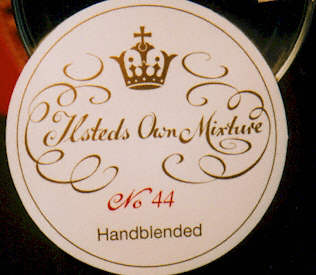 Ilsteds Own Mixture
No 44
Handblended